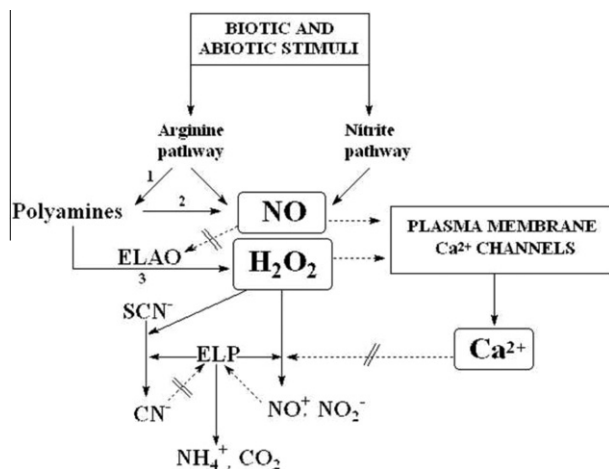 BIOTIC AND
ABIOTIC STIMULI
Arginine
pathway
Nitrite
pathway
1
Polyamines
2
NO
PLASMA MEMBRANE
Ca²⁺ CHANNELS
ELAO
3
H₂O₂
SCN⁻
ELP
Ca²⁺
CN⁻
NO⁺, NO₂⁻
NH₄⁺, CO₂